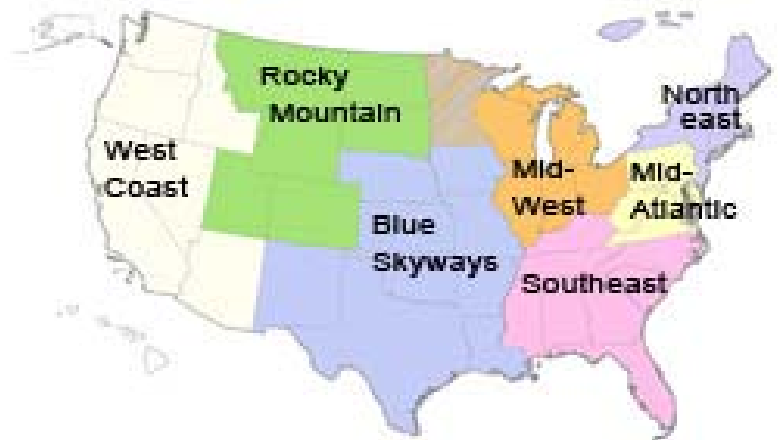 Rocky
Mountain
West
Coast
Blue
Skyways
Mid-
West
Southeast
Mid-
Atlantic
North
east